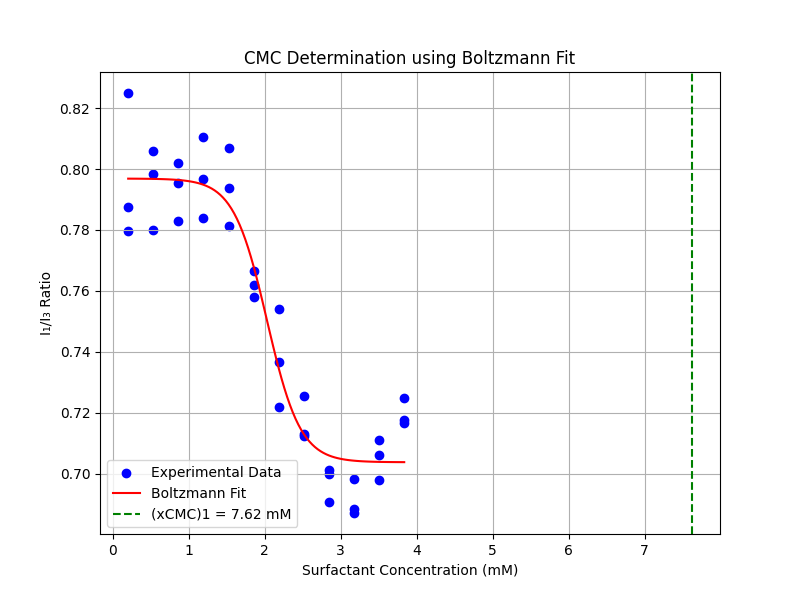 CMC Determination using Boltzmann Fit
I₁/I₃ Ratio
0.82
0.80
0.78
0.76
0.74
0.72
0.70
Experimental Data
Boltzmann Fit
(xCMC)1 = 7.62 mM
0 1 2 3 4 5 6 7
Surfactant Concentration (mM)